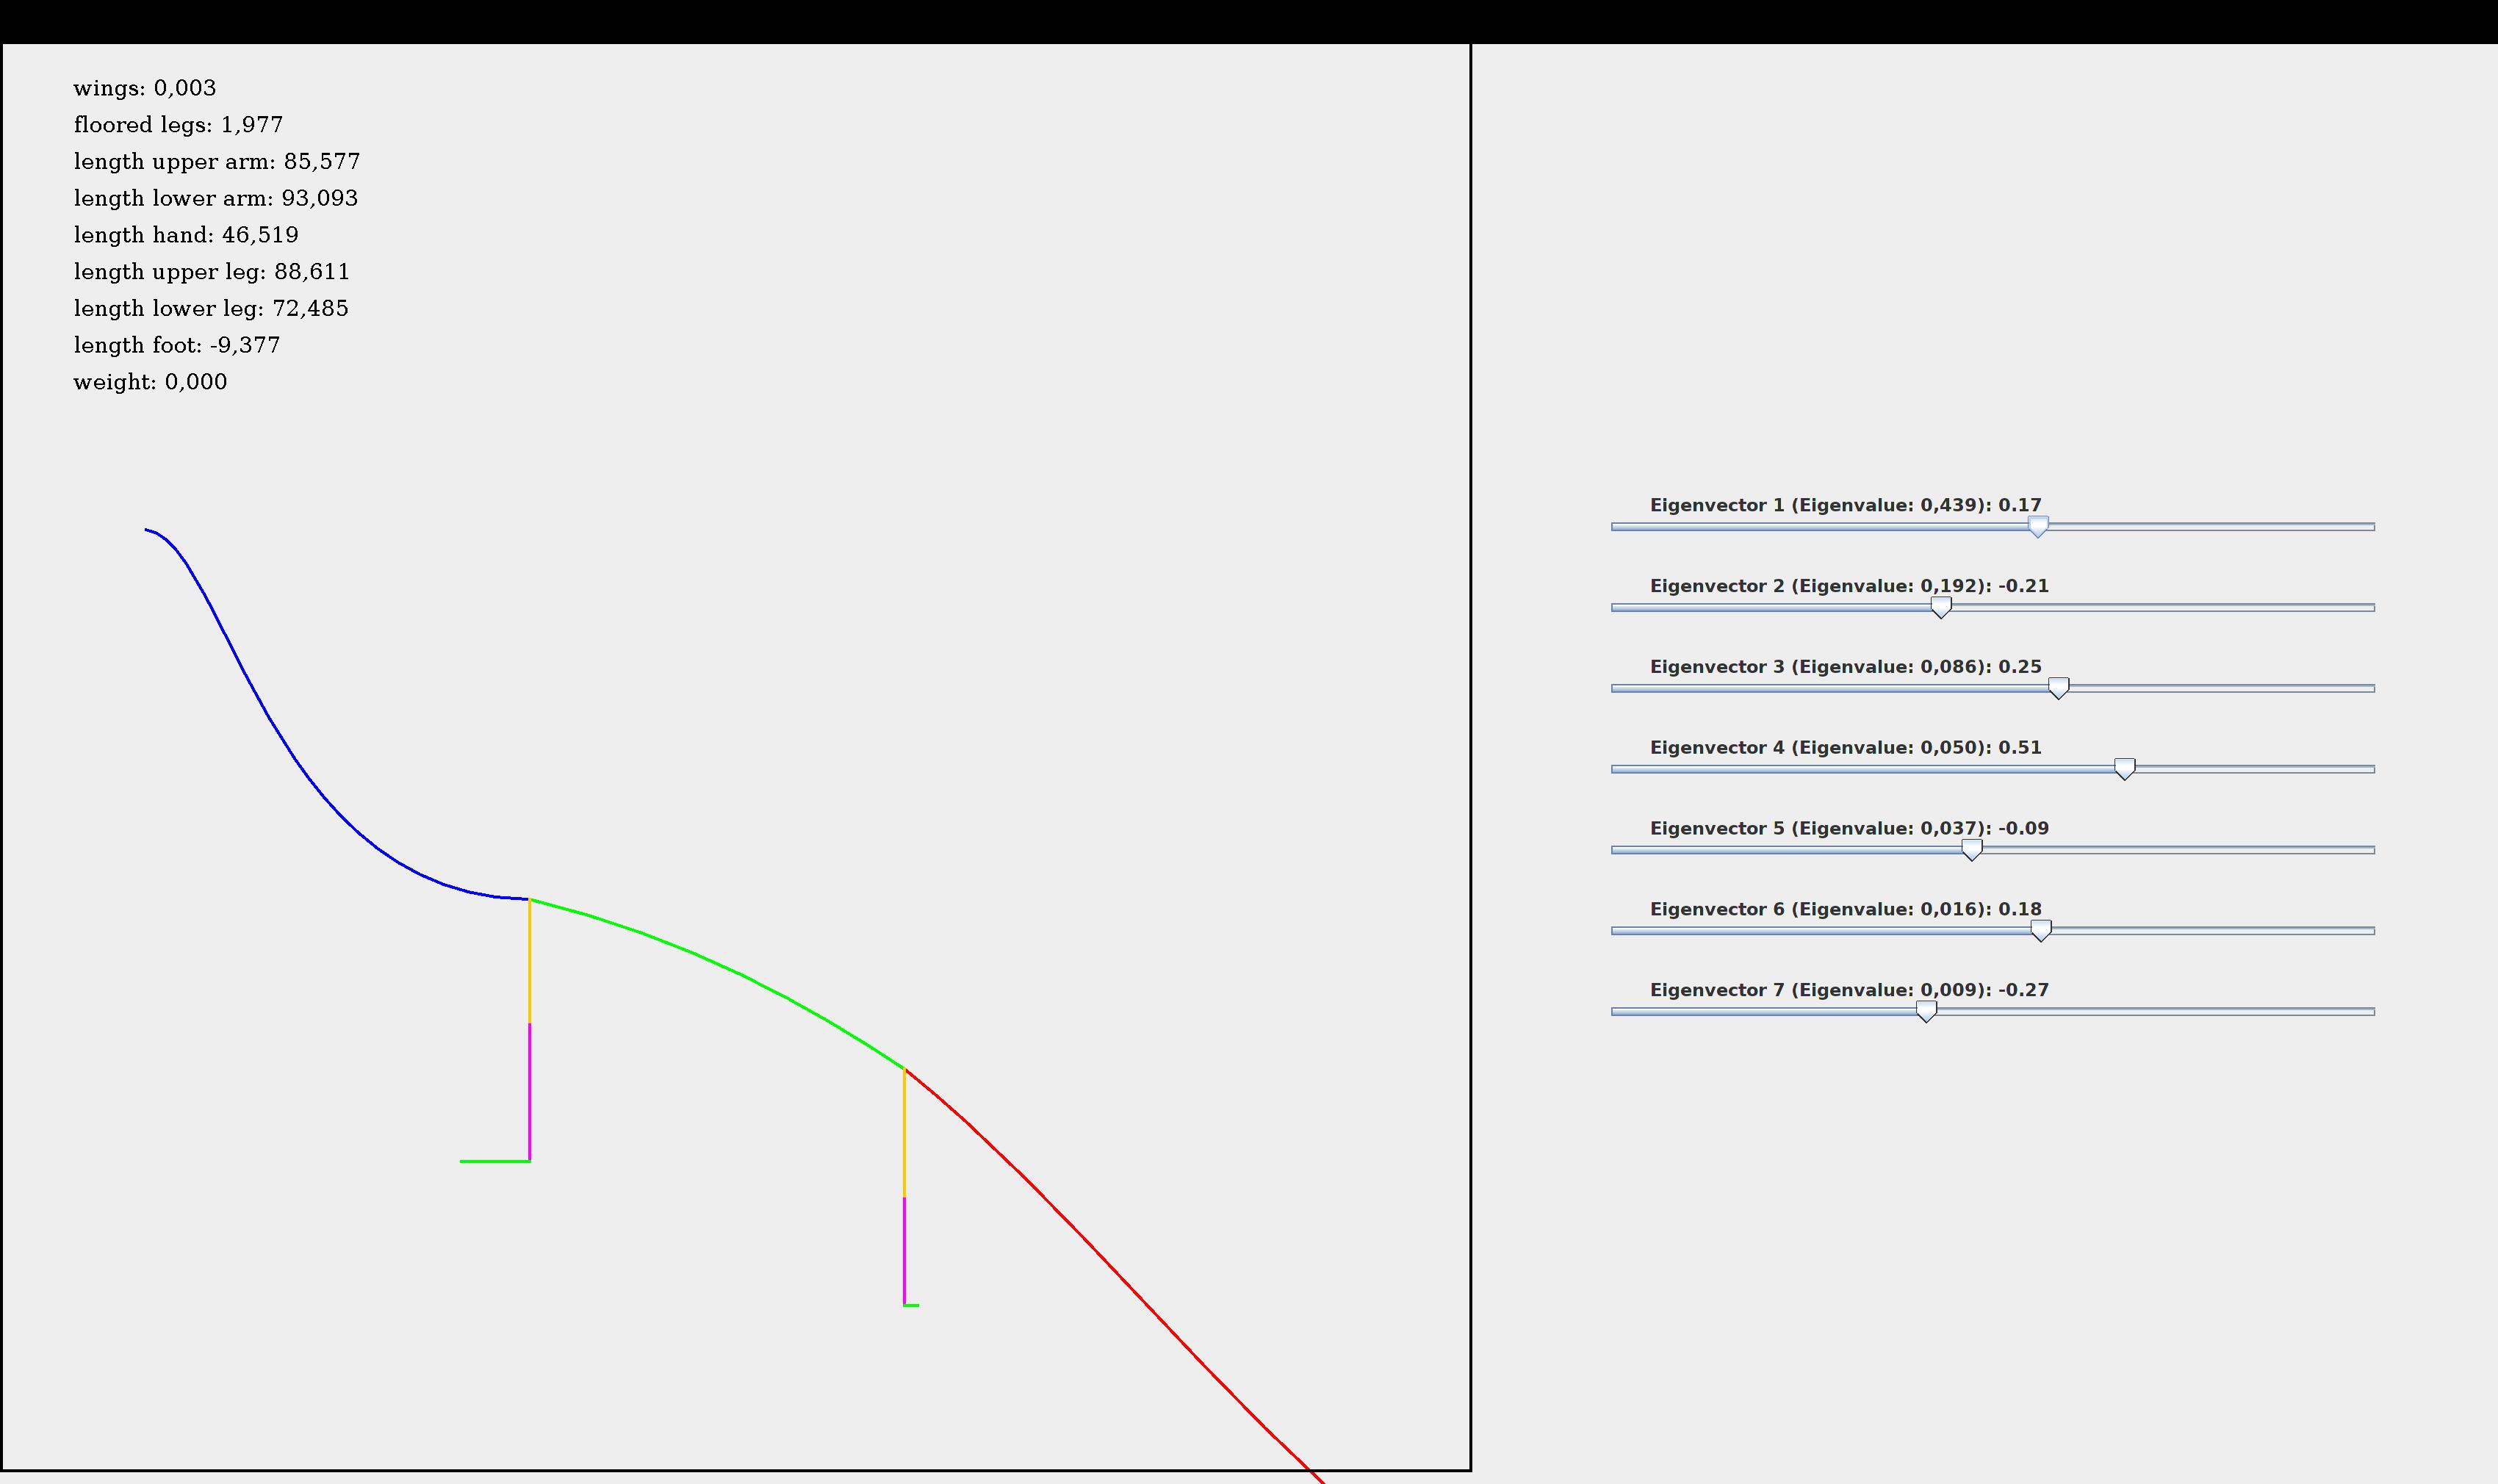 wings: 0,003
floored legs: 1,977
length upper arm: 85,577
length lower arm: 93,093
length hand: 46,519
length upper leg: 88,611
length lower leg: 72,485
length foot: -9,377
weight: 0,000
Eigenvector 1 (Eigenvalue: 0,439): 0.17
Eigenvector 2 (Eigenvalue: 0,192): -0.21
Eigenvector 3 (Eigenvalue: 0,086): 0.25
Eigenvector 4 (Eigenvalue: 0,050): 0.51
Eigenvector 5 (Eigenvalue: 0,037): -0.09
Eigenvector 6 (Eigenvalue: 0,016): 0.18
Eigenvector 7 (Eigenvalue: 0,009): -0.27